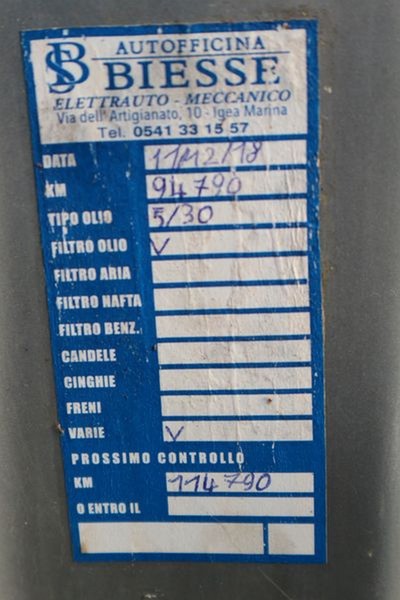 BS AUTOFFICINA
BIESSE
ELETTRAUTO - MECCANICO
Via dell' Artigianato, 10 - Igea Marina
Tel. 0541 33 15 57
DATA 11/12/18
KM 94790
TIPO OLIO 5/30
FILTRO OLIO V
FILTRO ARIA
FILTRO NAFTA
FILTRO BENZ.
CANDELE
CINGHIE
FRENI
VARIE V
PROSSIMO CONTROLLO
KM 114790
O ENTRO IL